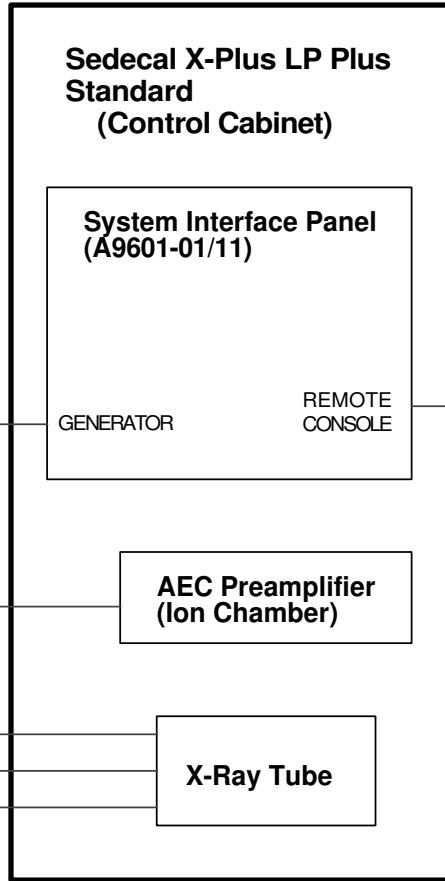 Sedecal X-Plus LP Plus
Standard
(Control Cabinet)
System Interface Panel
(A9601-01/11)
REMOTE
GENERATOR CONSOLE
AEC Preamplifier
(Ion Chamber)
X-Ray Tube